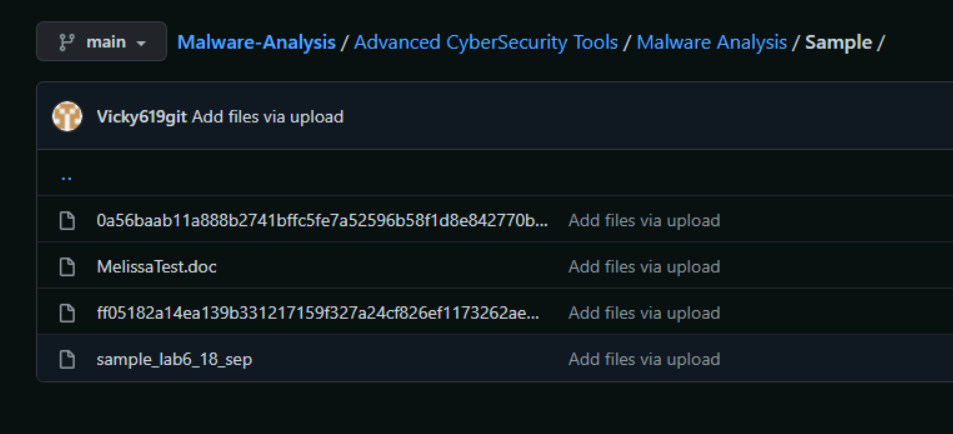 main Malware-Analysis / Advanced CyberSecurity Tools / Malware Analysis / Sample /
Vicky619git Add files via upload
..
0a56baab11a888b2741bffc5fe7a52596b58f1d8e842770b... Add files via upload
MelissaTest.doc Add files via upload
ff05182a14ea139b331217159f327a24cf826ef1173262ae... Add files via upload
sample_lab6_18_sep Add files via upload